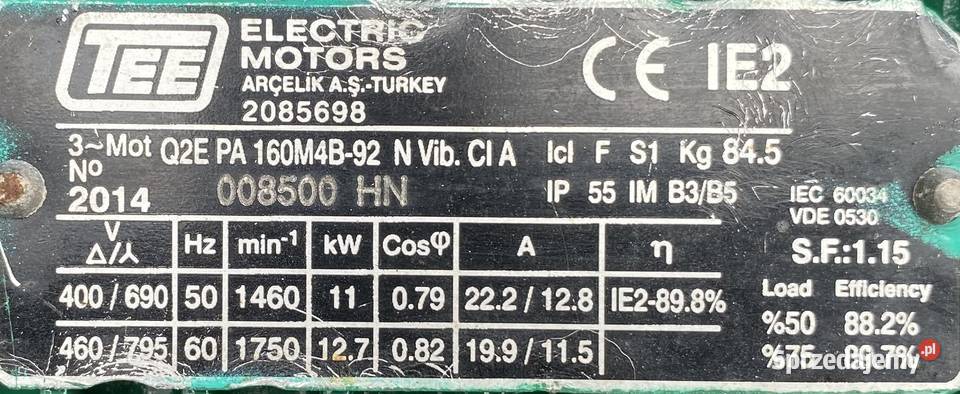 TEE
ELECTRIC
MOTORS
ARÇELİK A.Ş.-TURKEY
2085698
CE IE2
3~Mot Q2E PA 160M4B-92 N Vib. Cl A Icl F S1 Kg 84.5
Nº 008500 HN IP 55 IM B3/B5
2014
IEC 60034
VDE 0530
S.F.:1.15
V Δ/⅄ Hz min⁻¹ kW Cosφ A η
400 / 690 50 1460 11 0.79 22.2 / 12.8 IE2-89.8%
460 / 795 60 1750 12.7 0.82 19.9 / 11.5
Load Efficiency
%50 88.2%
%75 89.7%
sprzedajemy.pl